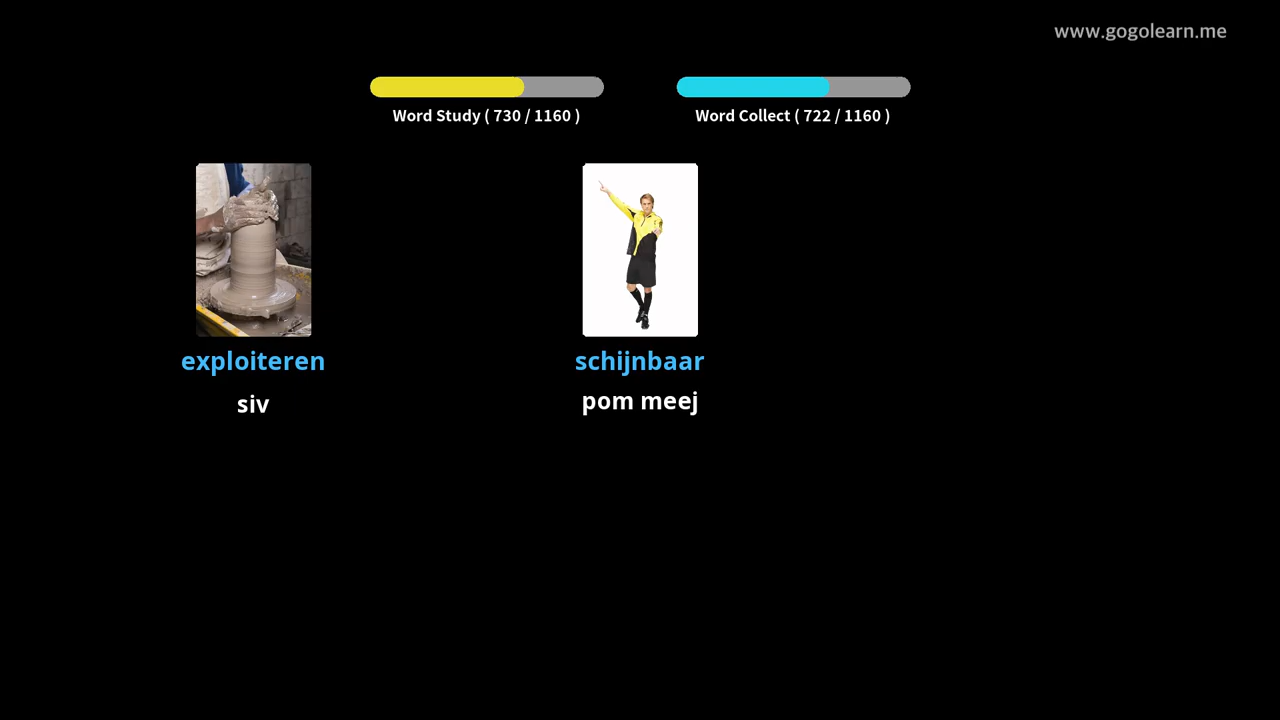 www.gogolearn.me
Word Study ( 730 / 1160 )
Word Collect ( 722 / 1160 )
exploiteren
siv
schijnbaar
pom meej